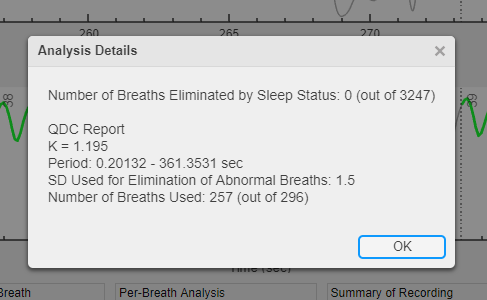 260
265
270
Analysis Details
Number of Breaths Eliminated by Sleep Status: 0 (out of 3247)
38
39
QDC Report
K = 1.195
Period: 0.20132 - 361.3531 sec
SD Used for Elimination of Abnormal Breaths: 1.5
Number of Breaths Used: 257 (out of 296)
OK
Time (sec)
Breath
Per-Breath Analysis
Summary of Recording